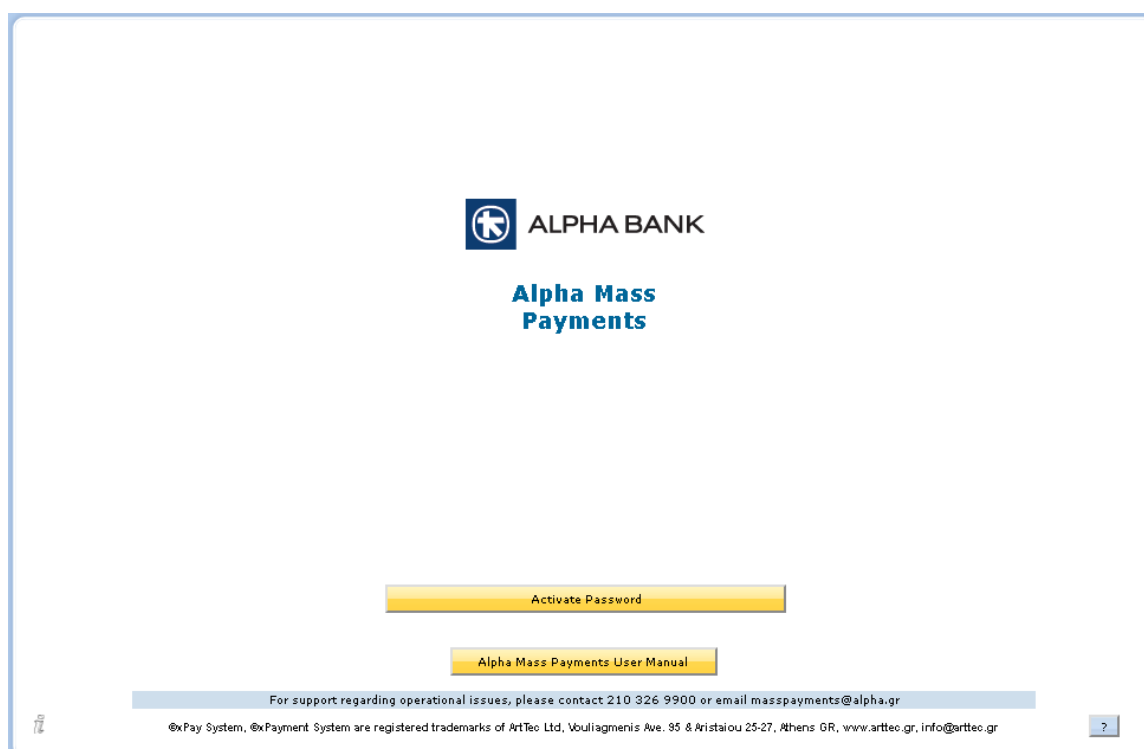 ALPHA BANK
Alpha Mass
Payments
Activate Password
Alpha Mass Payments User Manual
For support regarding operational issues, please contact 210 326 9900 or email masspayments@alpha.gr
®xPay System, ®xPayment System are registered trademarks of ArtTec Ltd, Vouliagmenis Ave. 95 & Aristaiou 25-27, Athens GR, www.arttec.gr, info@arttec.gr
?